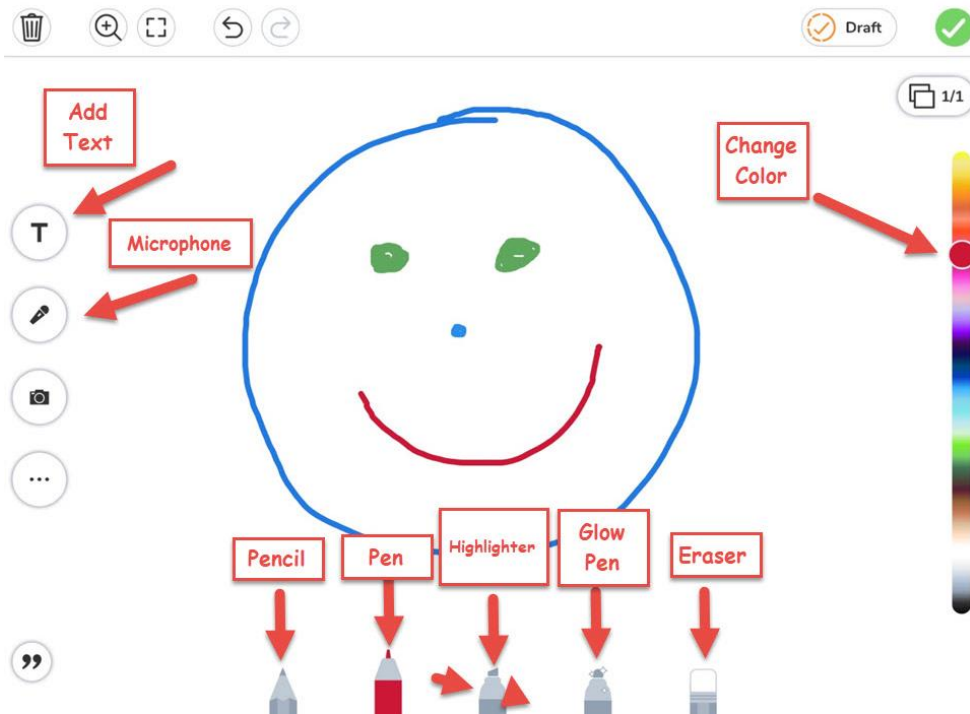 Draft
1/1
Add
Text
Change
Color
T
Microphone
Pencil
Pen
Highlighter
Glow
Pen
Eraser